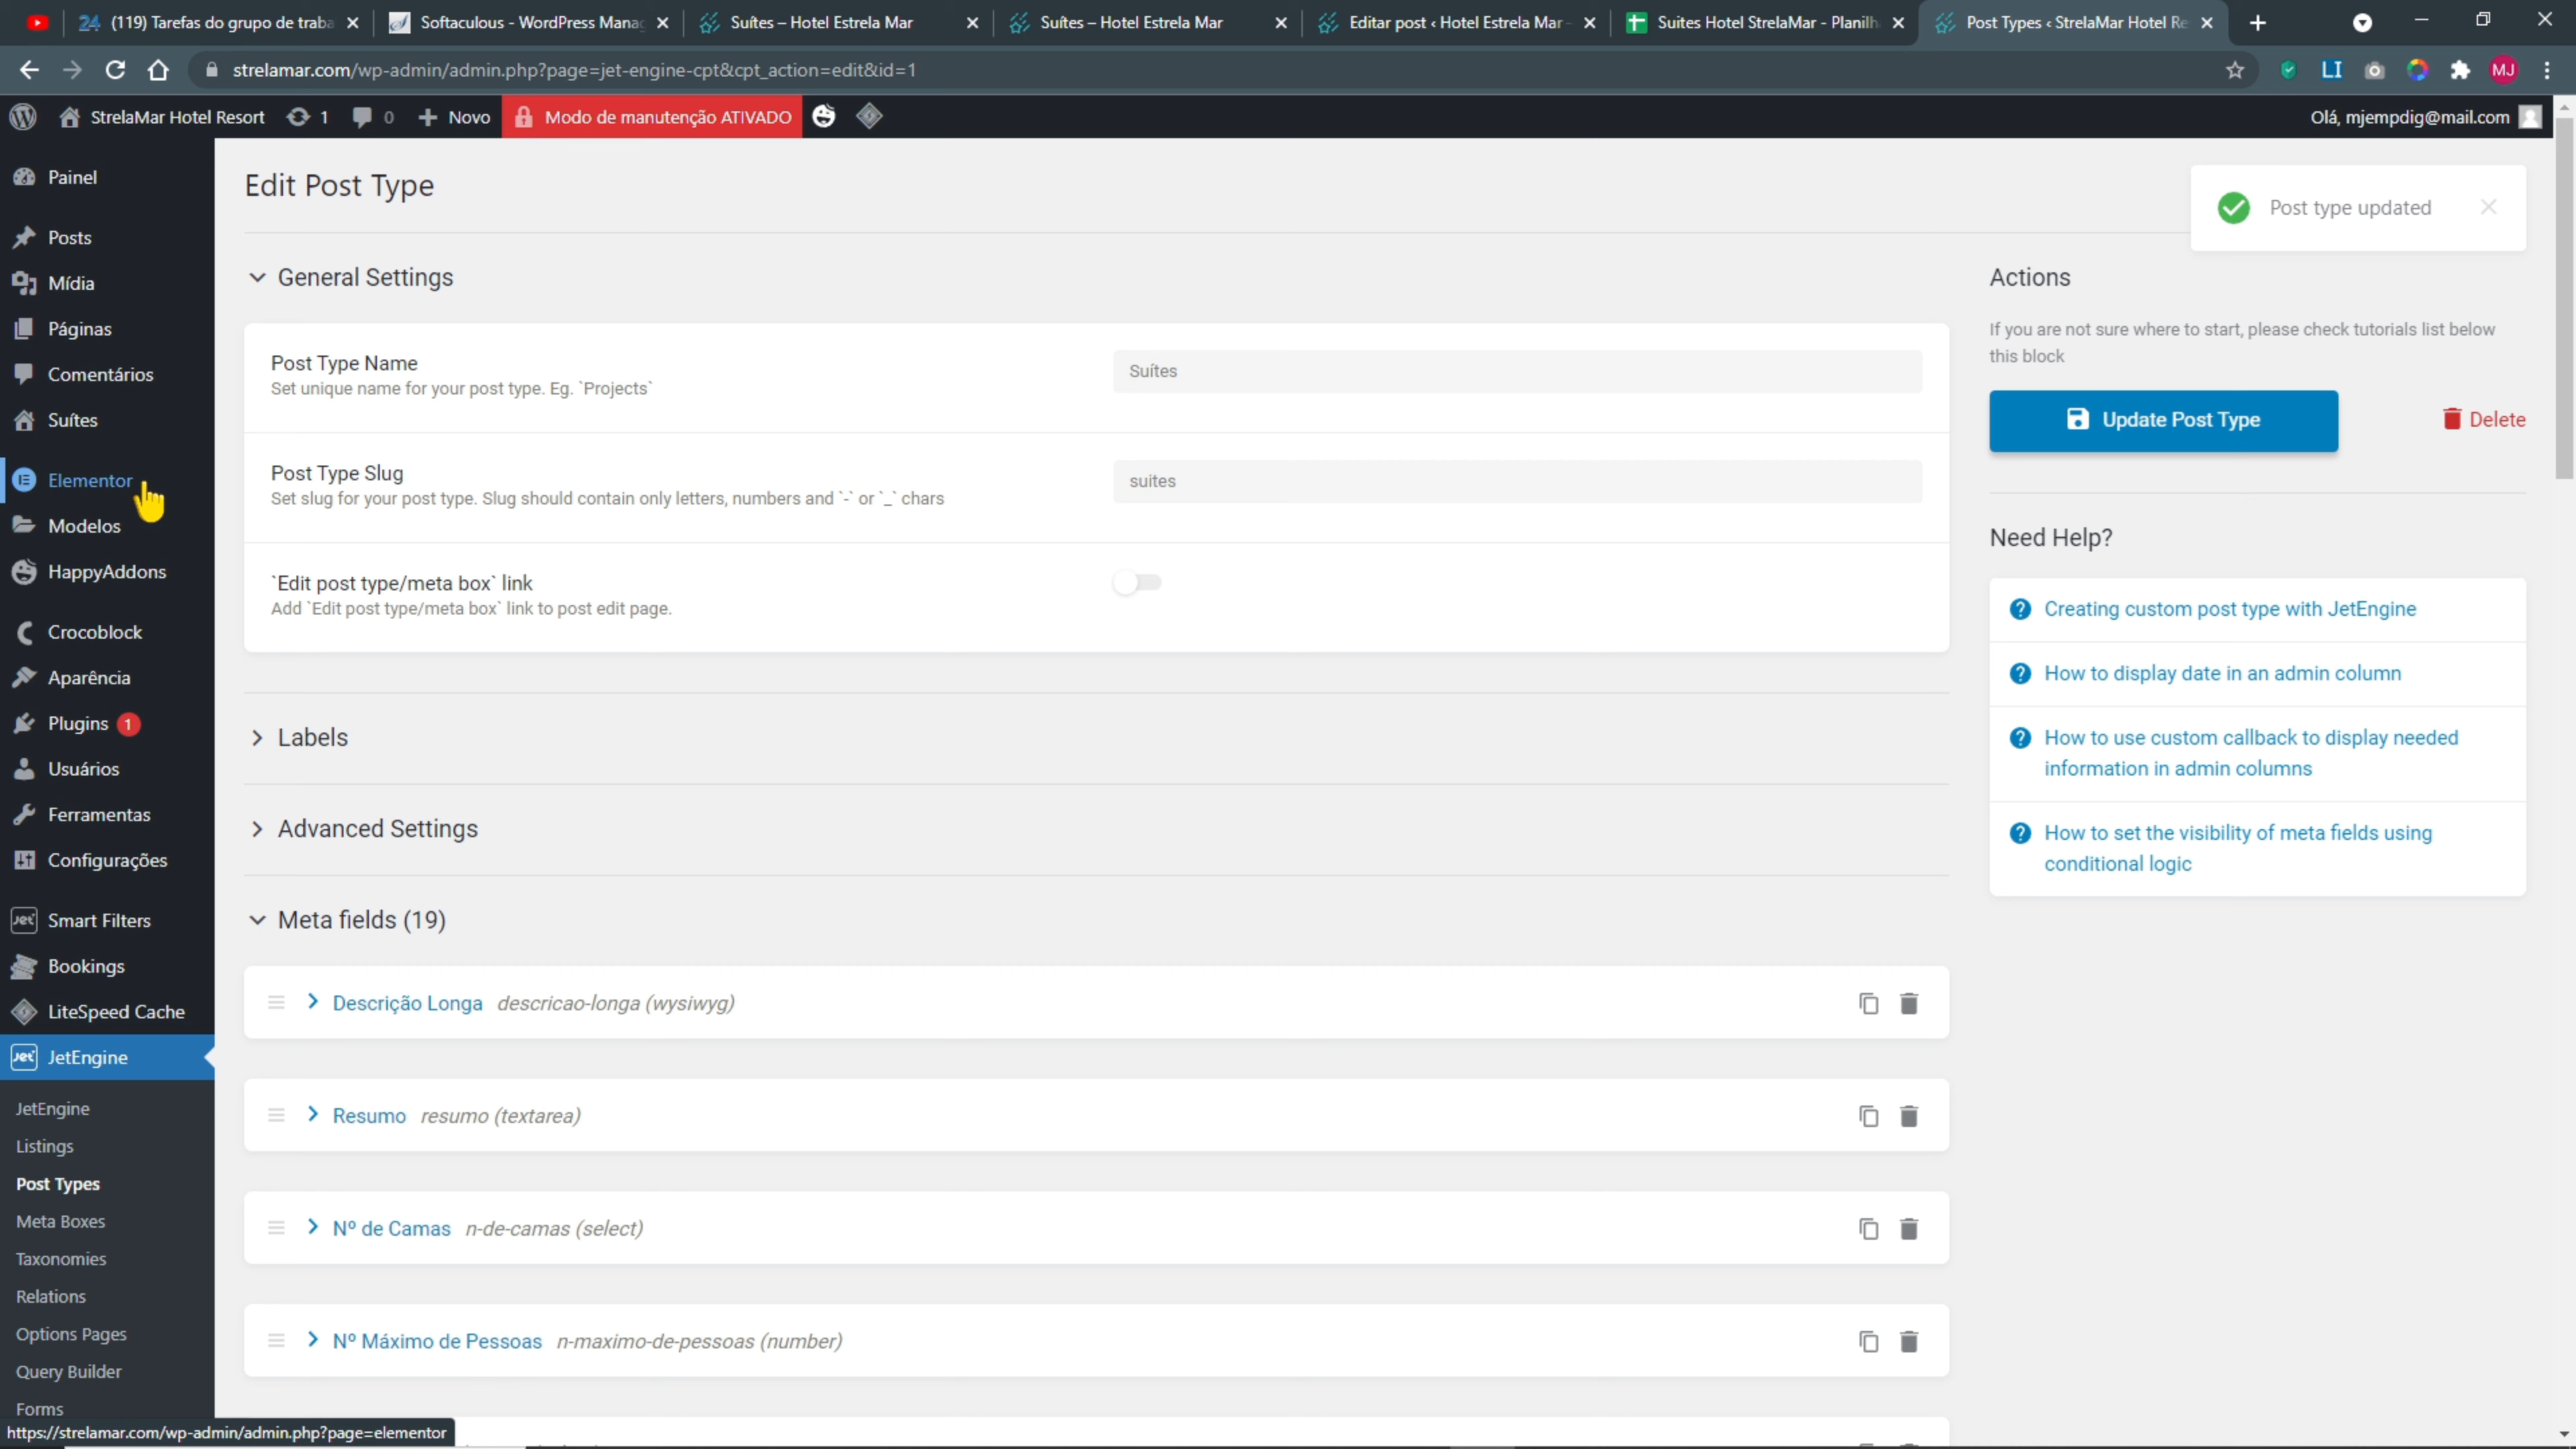 (119) Tarefas do grupo de traba
Softaculous - WordPress Manag
Suítes – Hotel Estrela Mar
Suítes – Hotel Estrela Mar
Editar post ‹ Hotel Estrela Mar -
Suites Hotel StrelaMar - Planilh
Post Types ‹ StrelaMar Hotel Re
strelamar.com/wp-admin/admin.php?page=jet-engine-cpt&cpt_action=edit&id=1
LI
MJ
StrelaMar Hotel Resort
1
0
Novo
Modo de manutenção ATIVADO
Olá, mjempdig@mail.com
Painel
Posts
Mídia
Páginas
Comentários
Suítes
Elementor
Modelos
HappyAddons
Crocoblock
Aparência
Plugins 1
Usuários
Ferramentas
Configurações
Smart Filters
Bookings
LiteSpeed Cache
JetEngine
JetEngine
Listings
Post Types
Meta Boxes
Taxonomies
Relations
Options Pages
Query Builder
Forms
https://strelamar.com/wp-admin/admin.php?page=elementor
Edit Post Type
General Settings
Post Type Name
Set unique name for your post type. Eg. `Projects`
Suítes
Post Type Slug
Set slug for your post type. Slug should contain only letters, numbers and `-` or `_` chars
suites
`Edit post type/meta box` link
Add `Edit post type/meta box` link to post edit page.
Labels
Advanced Settings
Meta fields (19)
Descrição Longa descricao-longa (wysiwyg)
Resumo resumo (textarea)
Nº de Camas n-de-camas (select)
Nº Máximo de Pessoas n-maximo-de-pessoas (number)
Post type updated
Actions
If you are not sure where to start, please check tutorials list below
this block
Update Post Type
Delete
Need Help?
Creating custom post type with JetEngine
How to display date in an admin column
How to use custom callback to display needed
information in admin columns
How to set the visibility of meta fields using
conditional logic